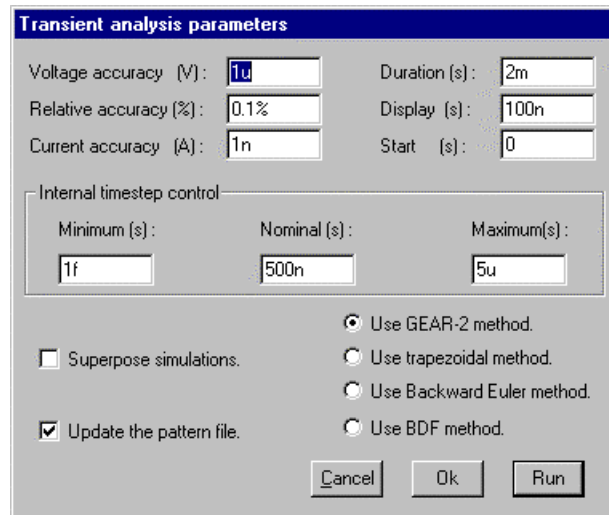 Transient analysis parameters
Voltage accuracy (V) : 1u
Duration (s) : 2m
Relative accuracy (%) : 0.1%
Display (s) : 100n
Current accuracy (A) : 1n
Start (s) : 0
Internal timestep control
Minimum (s) : Nominal (s) : Maximum(s) :
1f 500n 5u
Use GEAR-2 method.
Superpose simulations.
Use trapezoidal method.
Use Backward Euler method.
Update the pattern file.
Use BDF method.
Cancel Ok Run